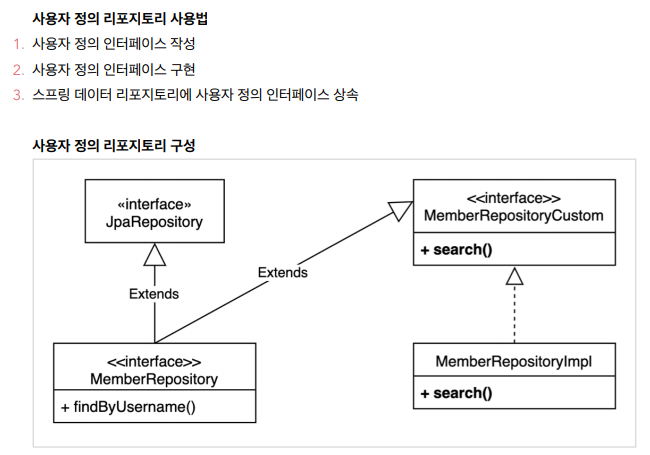 사용자 정의 리포지토리 사용법
1. 사용자 정의 인터페이스 작성
2. 사용자 정의 인터페이스 구현
3. 스프링 데이터 리포지토리에 사용자 정의 인터페이스 상속
사용자 정의 리포지토리 구성
«interface»
JpaRepository
<<interface>>
MemberRepositoryCustom
+ search()
Extends
Extends
<<interface>>
MemberRepository
+ findByUsername()
MemberRepositoryImpl
+ search()